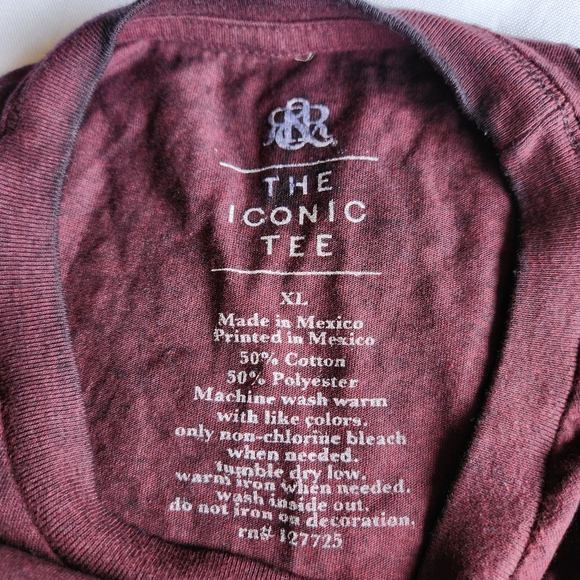 THE
ICONIC
TEE
XL
Made in Mexico
Printed in Mexico
50% Cotton
50% Polyester
Machine wash warm
with like colors.
only non-chlorine bleach
when needed.
tumble dry low.
warm iron when needed.
wash inside out.
do not iron on decoration.
rn# 127725